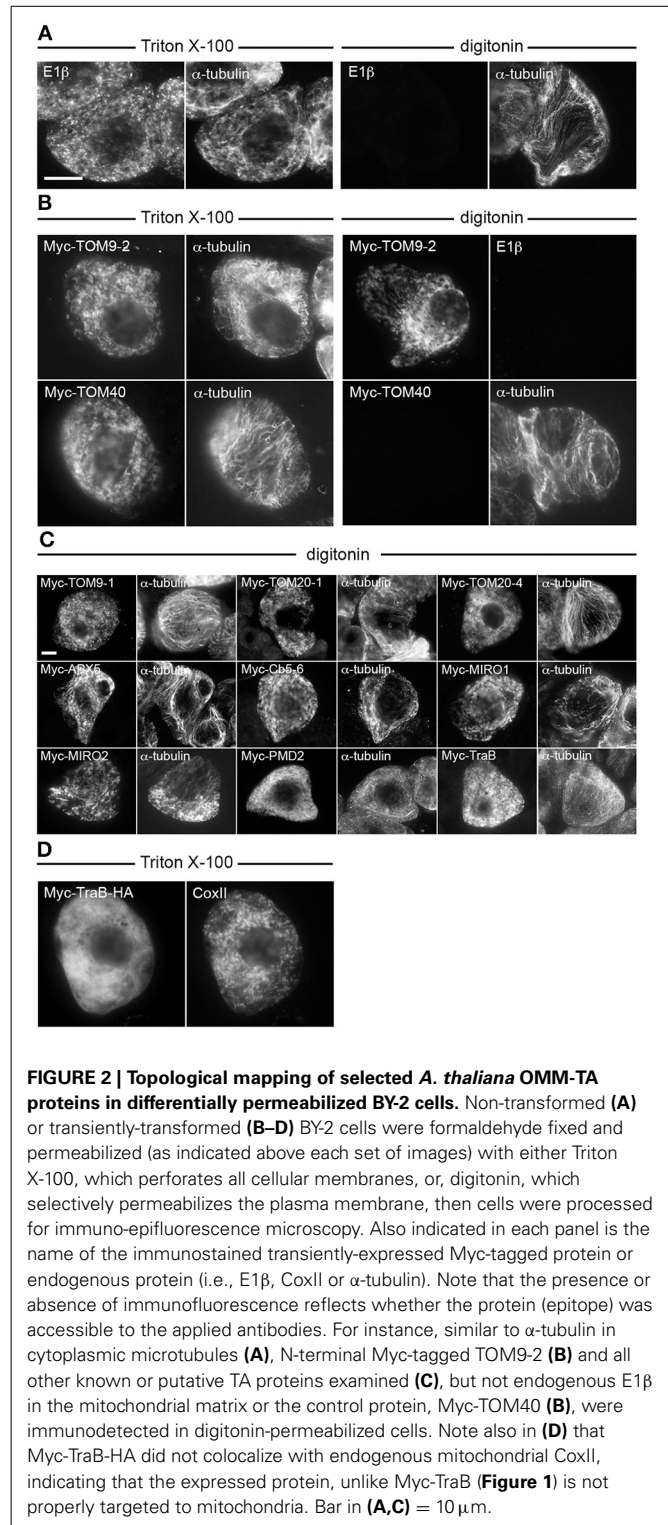 A
Triton X-100 digitonin
E1β α-tubulin E1β α-tubulin
B
Triton X-100 digitonin
Myc-TOM9-2 α-tubulin Myc-TOM9-2 E1β
Myc-TOM40 α-tubulin Myc-TOM40 α-tubulin
C
digitonin
Myc-TOM9-1 α-tubulin Myc-TOM20-1 α-tubulin Myc-TOM20-4 α-tubulin
Myc-APX5 α-tubulin Myc-Cb5-6 α-tubulin Myc-MIRO1 α-tubulin
Myc-MIRO2 α-tubulin Myc-PMD2 α-tubulin Myc-TraB α-tubulin
D
Triton X-100
Myc-TraB-HA CoxII
FIGURE 2 | Topological mapping of selected A. thaliana OMM-TA
proteins in differentially permeabilized BY-2 cells. Non-transformed (A)
or transiently-transformed (B–D) BY-2 cells were formaldehyde fixed and
permeabilized (as indicated above each set of images) with either Triton
X-100, which perforates all cellular membranes, or, digitonin, which
selectively permeabilizes the plasma membrane, then cells were processed
for immuno-epifluorescence microscopy. Also indicated in each panel is the
name of the immunostained transiently-expressed Myc-tagged protein or
endogenous protein (i.e., E1β, CoxII or α-tubulin). Note that the presence or
absence of immunofluorescence reflects whether the protein (epitope) was
accessible to the applied antibodies. For instance, similar to α-tubulin in
cytoplasmic microtubules (A), N-terminal Myc-tagged TOM9-2 (B) and all
other known or putative TA proteins examined (C), but not endogenous E1β
in the mitochondrial matrix or the control protein, Myc-TOM40 (B), were
immunodetected in digitonin-permeabilized cells. Note also in (D) that
Myc-TraB-HA did not colocalize with endogenous mitochondrial CoxII,
indicating that the expressed protein, unlike Myc-TraB (Figure 1) is not
properly targeted to mitochondria. Bar in (A,C) = 10 μm.